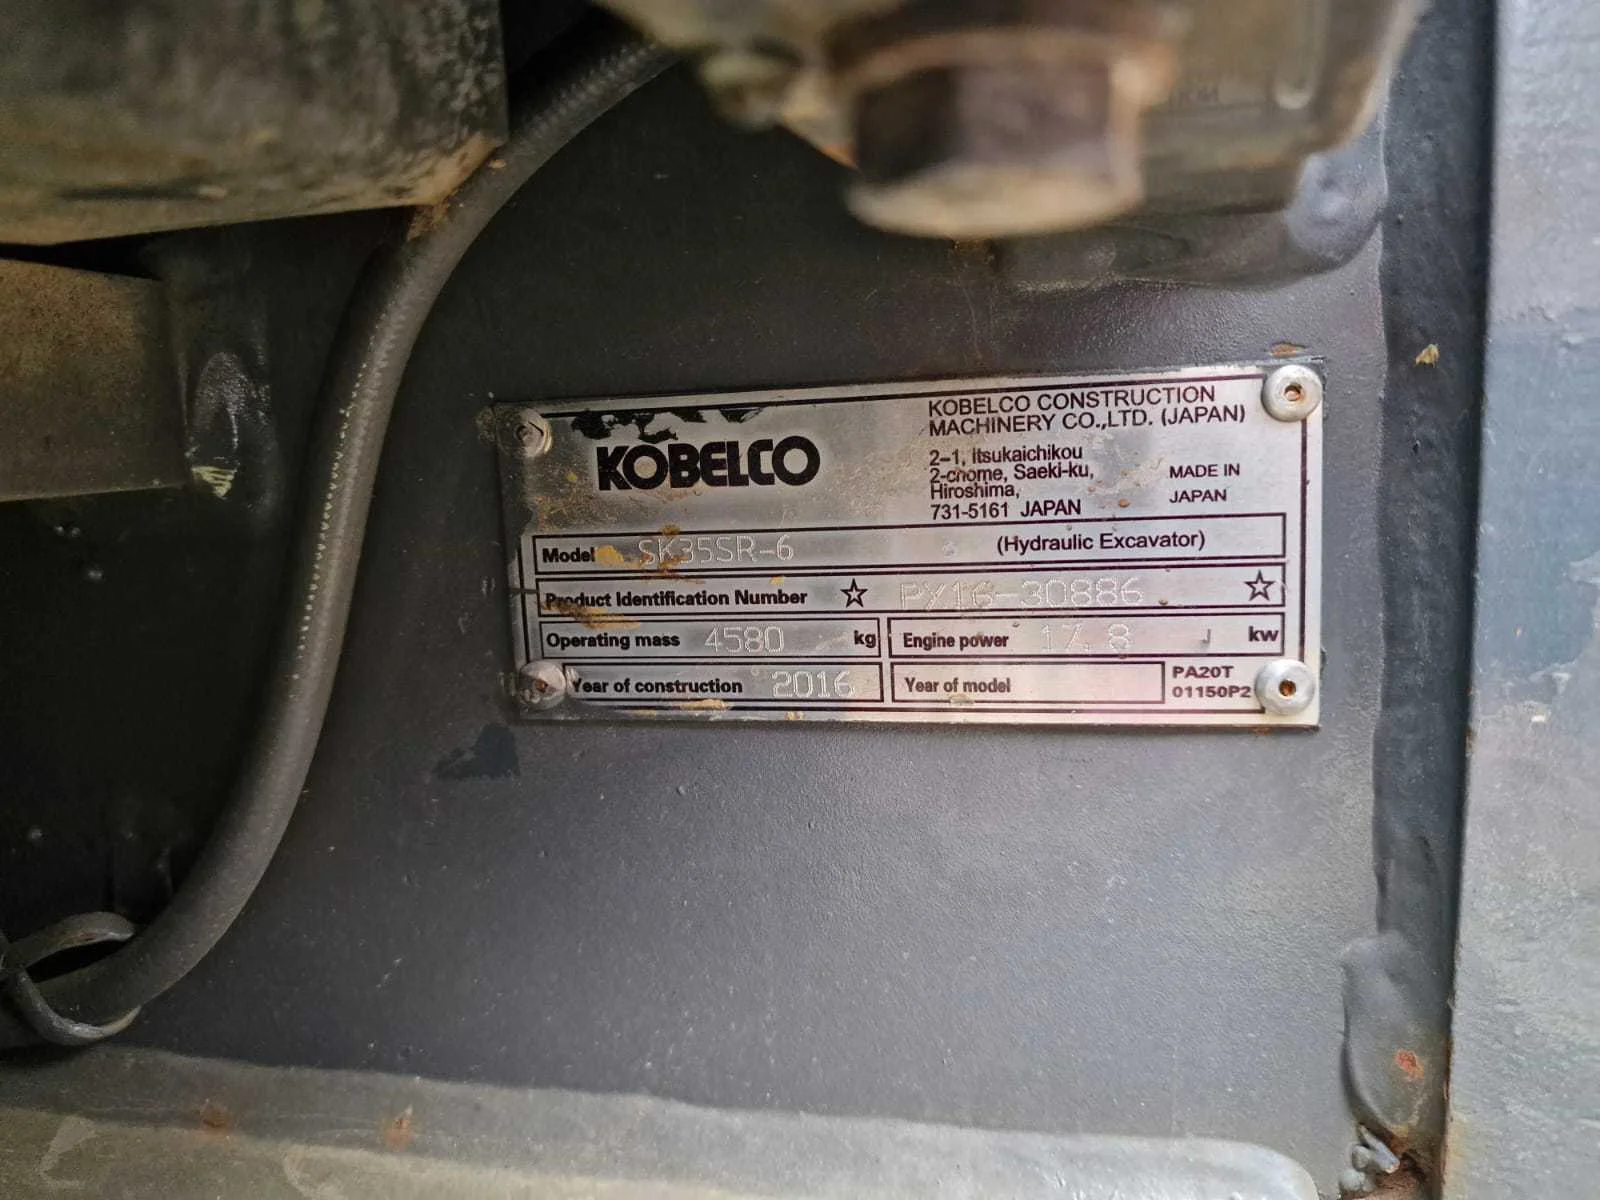 KOBELCO
KOBELCO CONSTRUCTION
MACHINERY CO.,LTD. (JAPAN)
2-1, Itsukaichikou
2-chome, Saeki-ku,
Hiroshima,
731-5161 JAPAN
MADE IN
JAPAN
Model SK35SR-6 (Hydraulic Excavator)
Product Identification Number ☆ PX16-30886 ☆
Operating mass 4580 kg
Engine power 17.8 kw
Year of construction 2016
Year of model
PA20T
01150P2